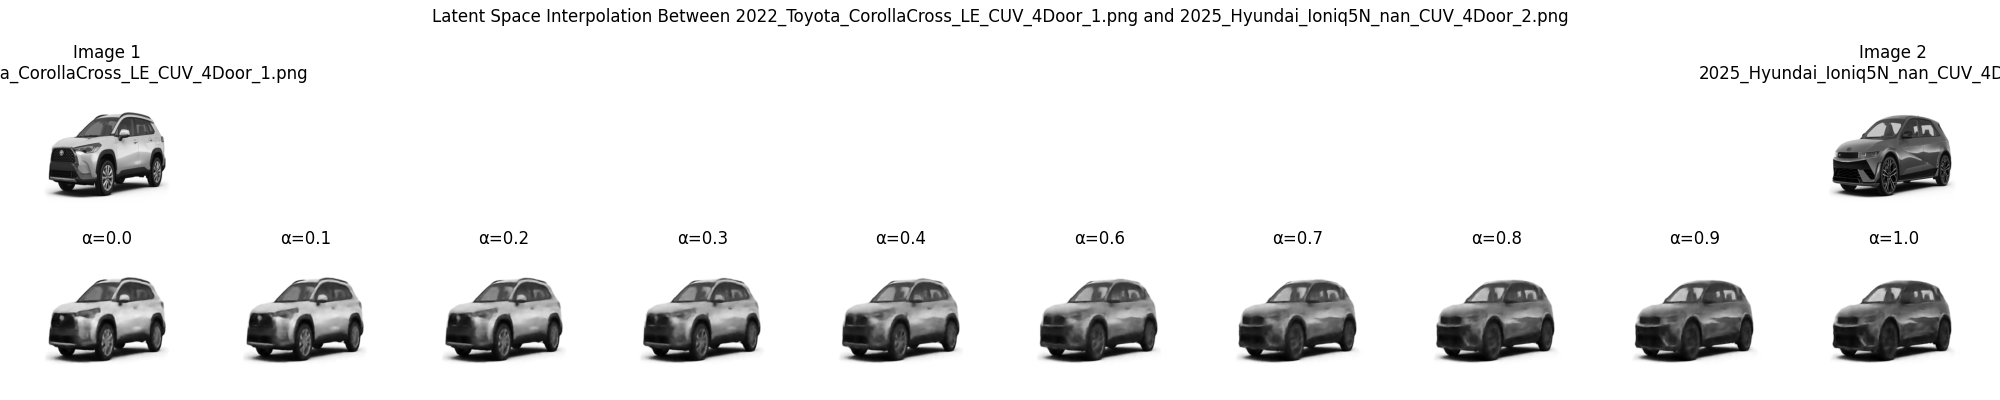 Latent Space Interpolation Between 2022_Toyota_CorollaCross_LE_CUV_4Door_1.png and 2025_Hyundai_Ioniq5N_nan_CUV_4Door_2.png
Image 1
a_CorollaCross_LE_CUV_4Door_1.png
Image 2
2025_Hyundai_Ioniq5N_nan_CUV_4D
α=0.0
α=0.1
α=0.2
α=0.3
α=0.4
α=0.6
α=0.7
α=0.8
α=0.9
α=1.0